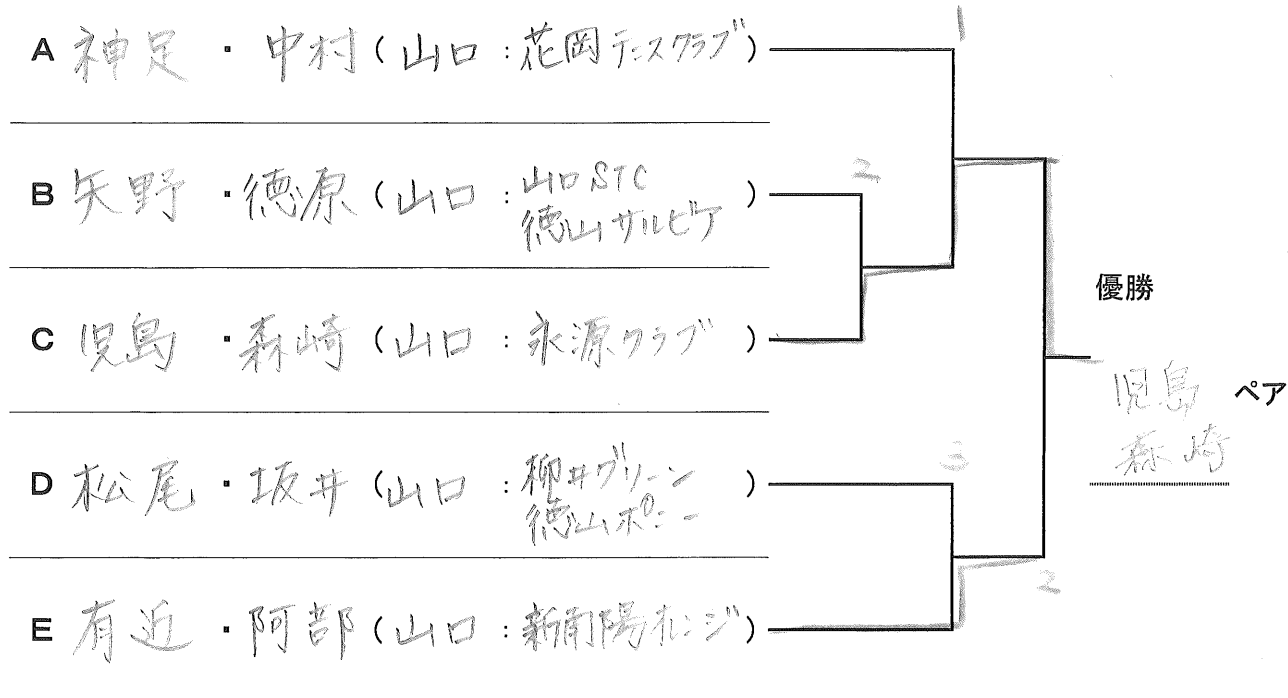 1
A 神足 ・ 中村 (山口 : 花岡テニスクラブ)
2
B 矢野 ・ 徳原 (山口 : 山口STC
徳山サルビア)
優勝
C 児島 ・ 森崎 (山口 : 永源クラブ)
児島 ペア
森崎
3
D 松尾 ・ 坂井 (山口 : 柳井グリーン
徳山ポニー)
2
E 有近 ・ 阿部 (山口 : 新南陽オレンジ)